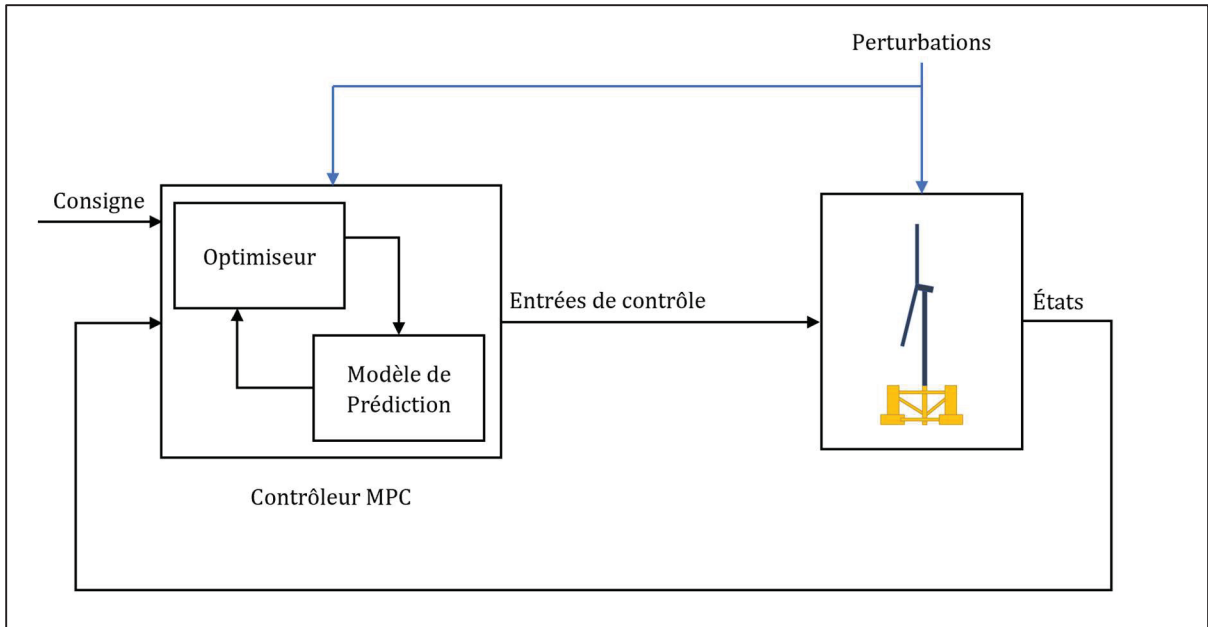 Perturbations
Consigne
Optimiseur
Entrées de contrôle
États
Modèle de
Prédiction
Contrôleur MPC